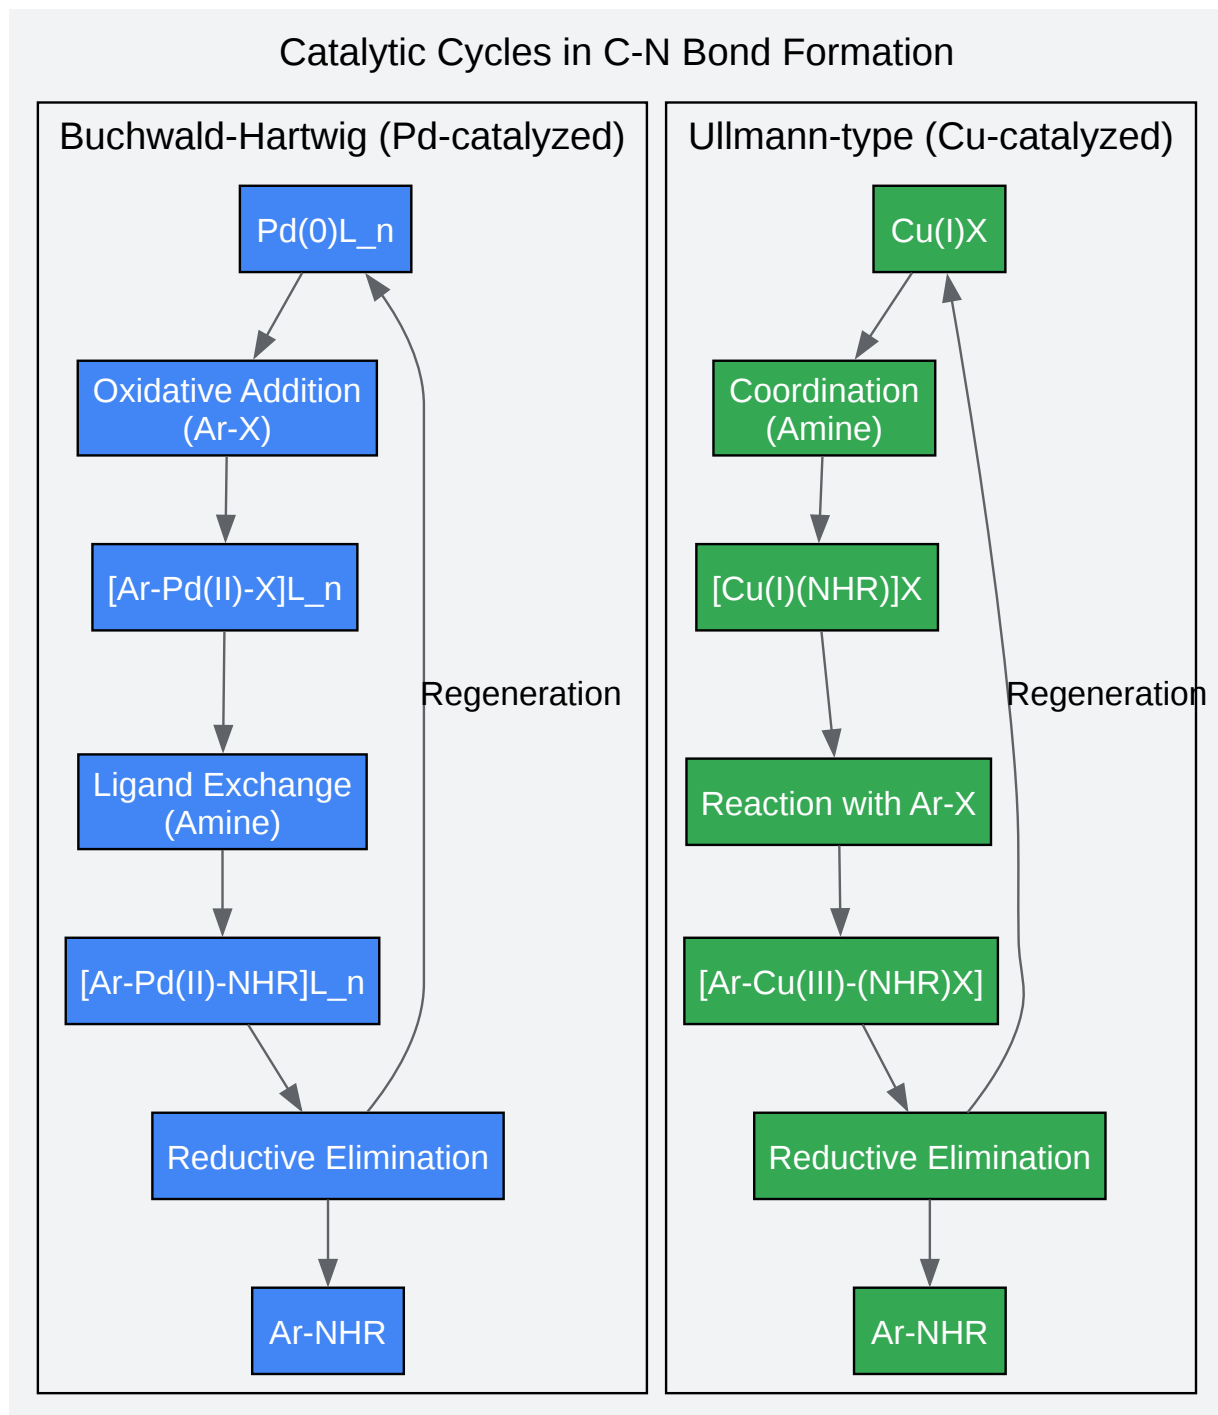 Catalytic Cycles in C-N Bond Formation
Buchwald-Hartwig (Pd-catalyzed)
Pd(0)L_n
Oxidative Addition
(Ar-X)
[Ar-Pd(II)-X]L_n
Regeneration
Ligand Exchange
(Amine)
[Ar-Pd(II)-NHR]L_n
Reductive Elimination
Ar-NHR
Ullmann-type (Cu-catalyzed)
Cu(I)X
Coordination
(Amine)
[Cu(I)(NHR)]X
Regeneration
Reaction with Ar-X
[Ar-Cu(III)-(NHR)X]
Reductive Elimination
Ar-NHR